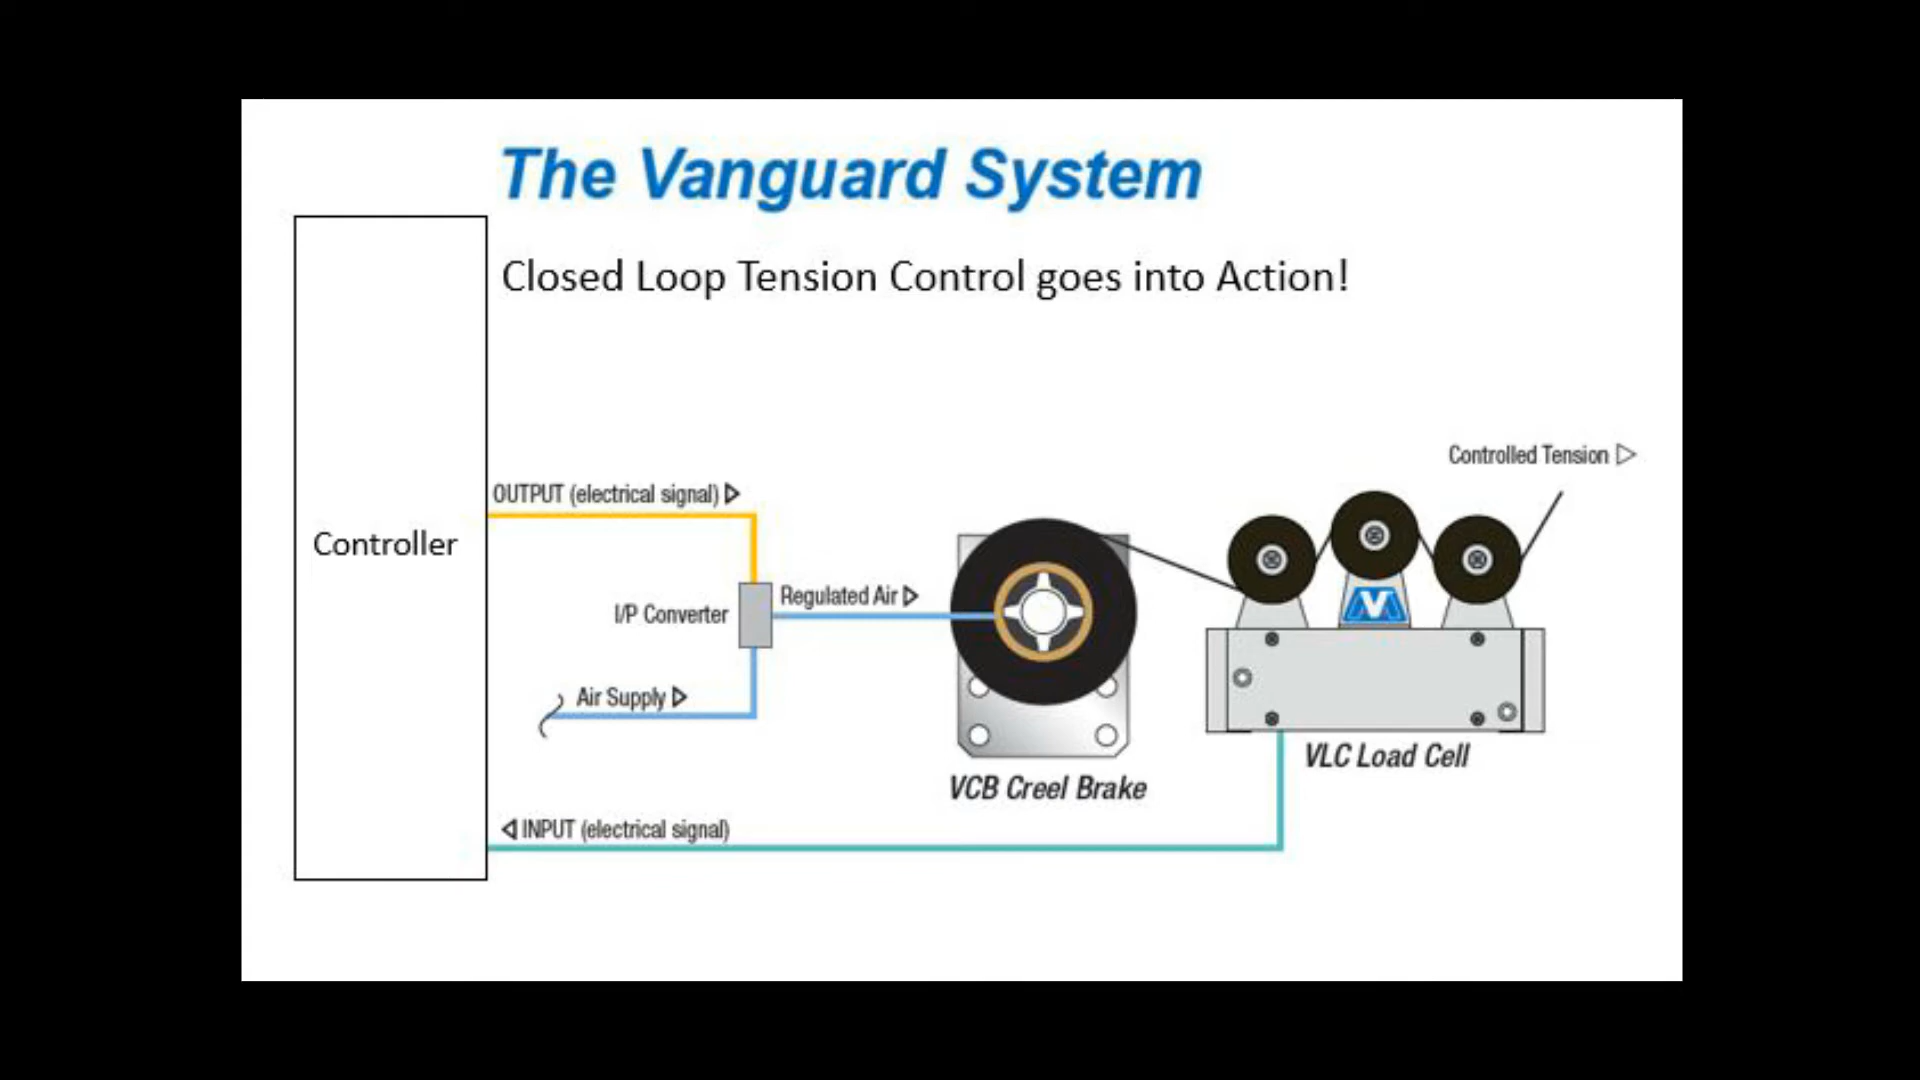 The Vanguard System
Closed Loop Tension Control goes into Action!
Controlled Tension
OUTPUT (electrical signal)
Controller
Regulated Air
I/P Converter
Air Supply
V
VLC Load Cell
VCB Creel Brake
INPUT (electrical signal)